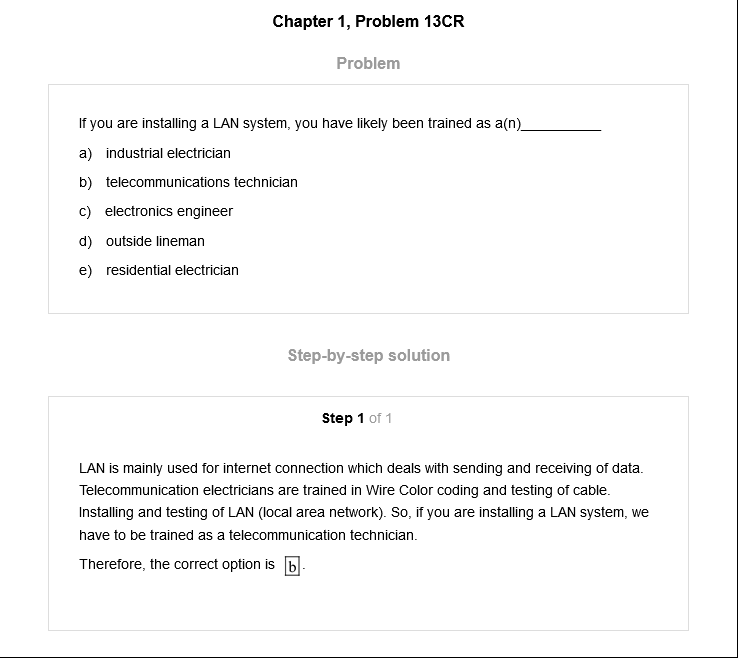 Chapter 1, Problem 13CR
Problem
If you are installing a LAN system, you have likely been trained as a(n)__________
a) industrial electrician
b) telecommunications technician
c) electronics engineer
d) outside lineman
e) residential electrician
Step-by-step solution
Step 1 of 1
LAN is mainly used for internet connection which deals with sending and receiving of data.
Telecommunication electricians are trained in Wire Color coding and testing of cable.
Installing and testing of LAN (local area network). So, if you are installing a LAN system, we
have to be trained as a telecommunication technician.
Therefore, the correct option is b.